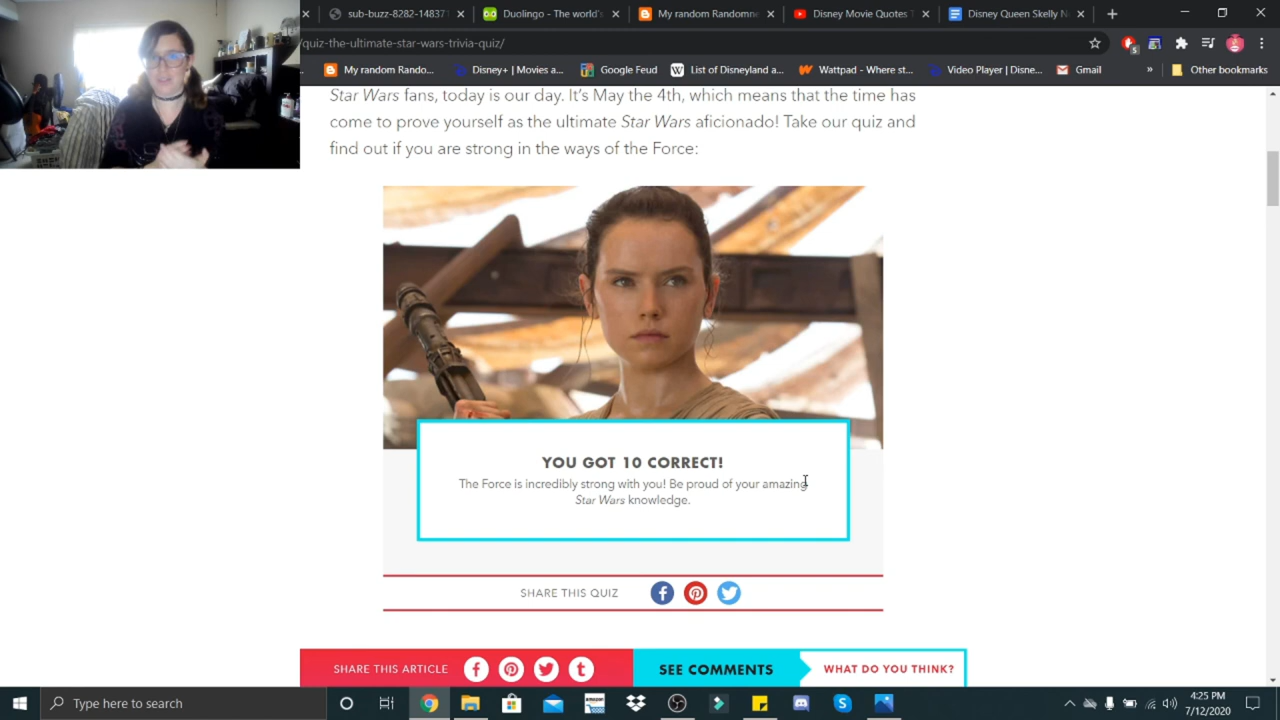 sub-buzz-8282-14837
Duolingo - The world's
My random Randomne
Disney Movie Quotes T
Disney Queen Skelly N
/quiz-the-ultimate-star-wars-trivia-quiz/
5
My random Rando...
Disney+ | Movies a...
Google Feud
List of Disneyland a...
Wattpad - Where st...
Video Player | Disne...
Gmail
»
Other bookmarks
Star Wars fans, today is our day. It's May the 4th, which means that the time has
come to prove yourself as the ultimate Star Wars aficionado! Take our quiz and
find out if you are strong in the ways of the Force:
YOU GOT 10 CORRECT!
The Force is incredibly strong with you! Be proud of your amazing
Star Wars knowledge.
SHARE THIS QUIZ
SHARE THIS ARTICLE
SEE COMMENTS
WHAT DO YOU THINK?
Type here to search
4:25 PM
7/12/2020